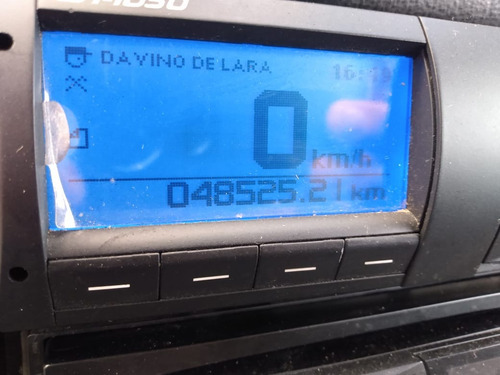 DAVINO DE LARA
0 km/h
048525.21 km